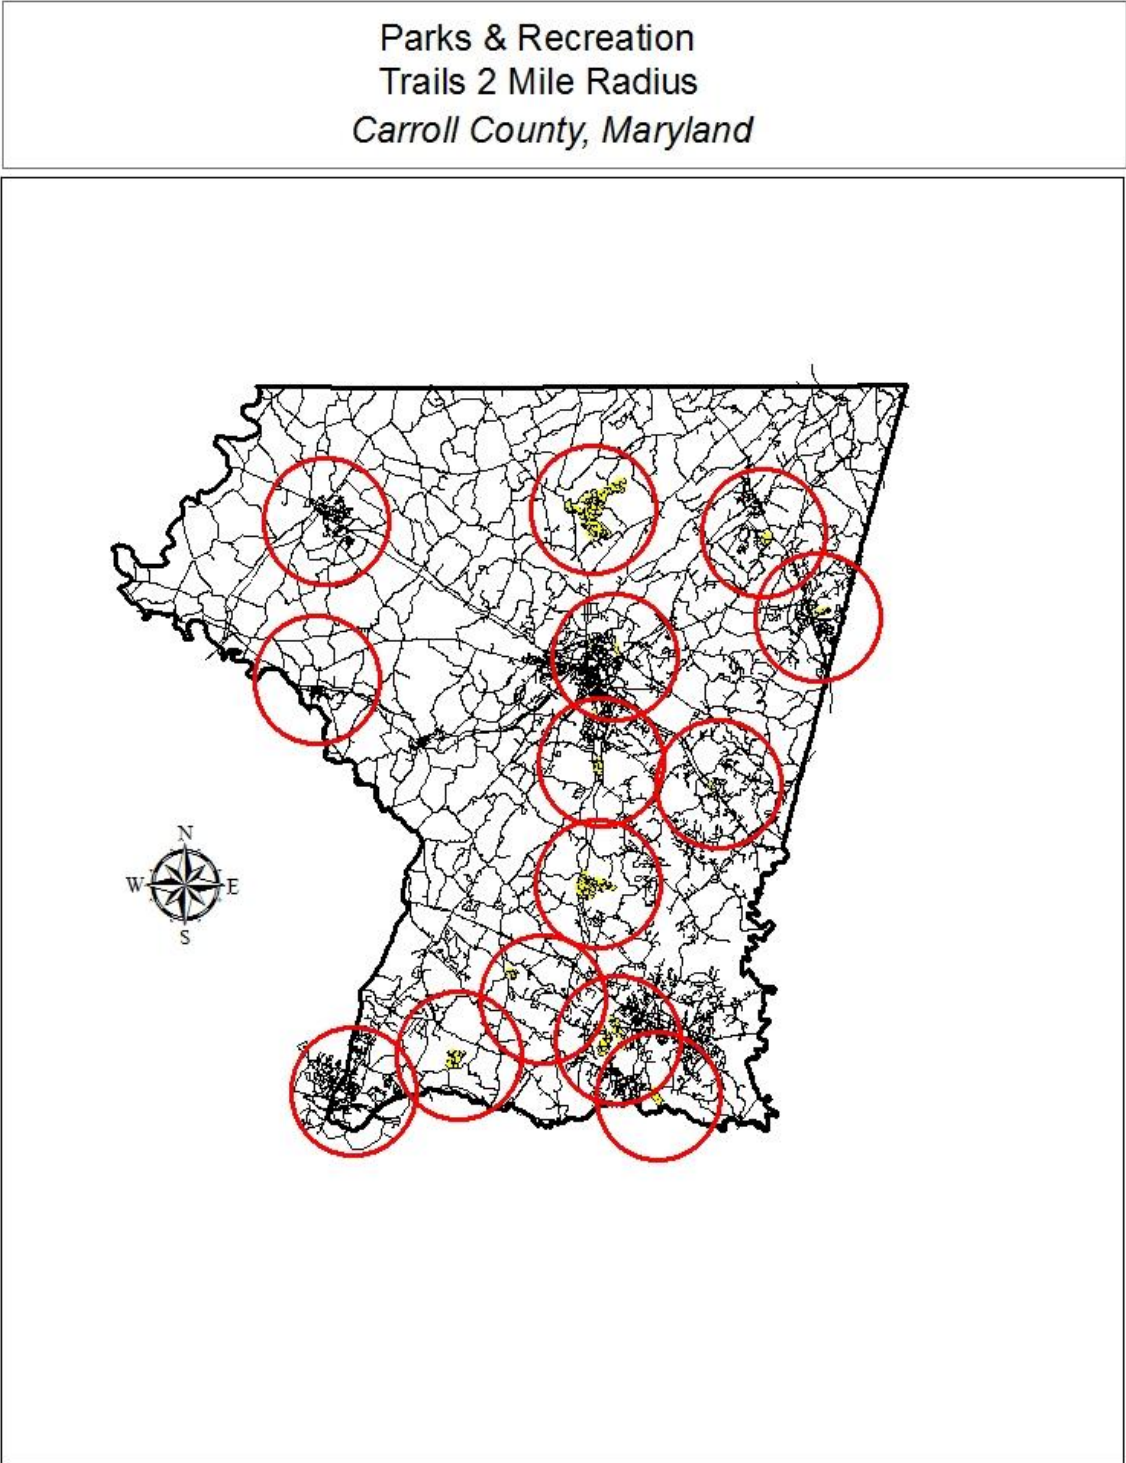 Parks & Recreation
Trails 2 Mile Radius
Carroll County, Maryland
N
W E
S